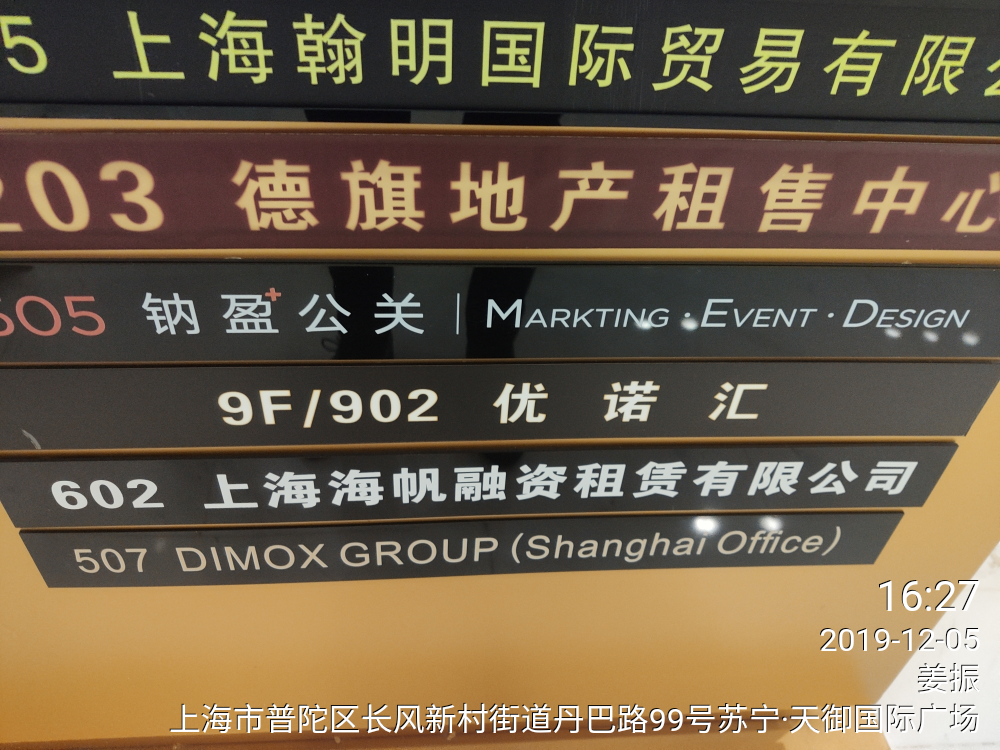 5 上海翰明国际贸易有限公
203 德旗地产租售中心
505 钠盈+公关 | MARKTING · EVENT · DESIGN
9F/902 优诺汇
602 上海海帆融资租赁有限公司
507 DIMOX GROUP (Shanghai Office)
16:27
2019-12-05
姜振
上海市普陀区长风新村街道丹巴路99号苏宁·天御国际广场